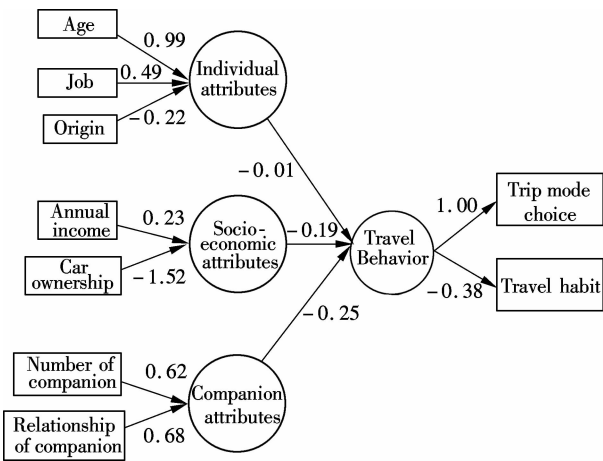 Age
0.99
Job
0.49
Origin
-0.22
Individual
attributes
-0.01
Annual
income
0.23
Car
ownership
-1.52
Socio-
economic
attributes
-0.19
Travel
Behavior
1.00
Trip mode
choice
-0.38
Travel habit
-0.25
Number of
companion
0.62
Relationship
of companion
0.68
Companion
attributes